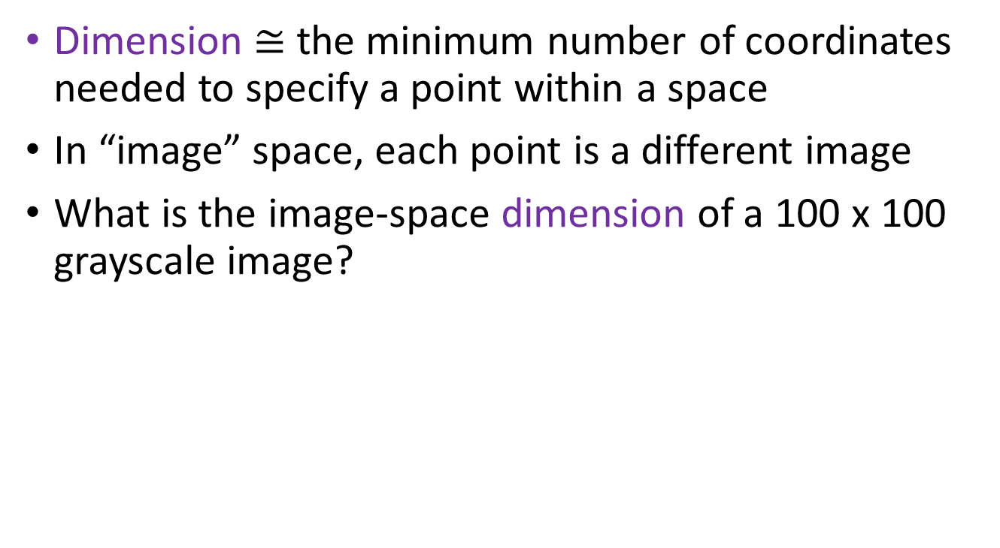 • Dimension ≅ the minimum number of coordinates
needed to specify a point within a space
• In “image” space, each point is a different image
• What is the image-space dimension of a 100 x 100
grayscale image?